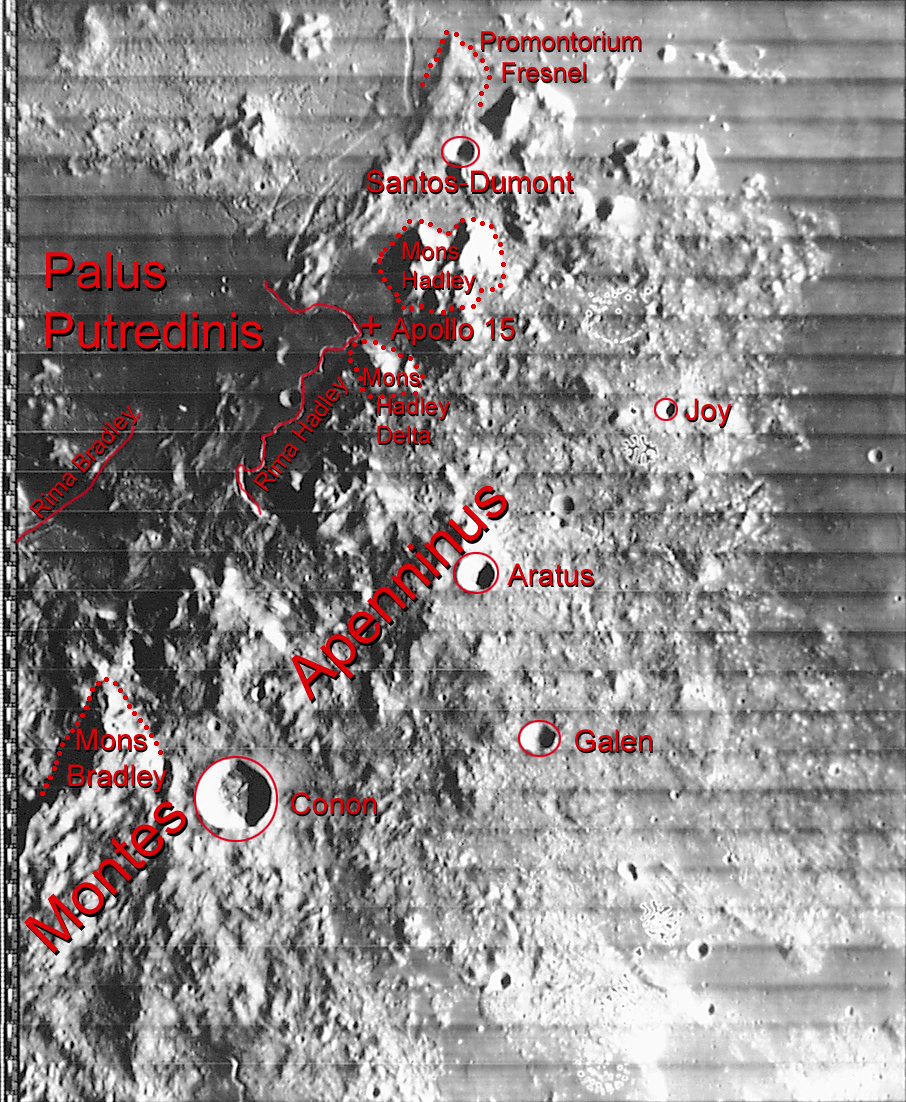 Promontorium
Fresnel
Santos-Dumont
Mons
Hadley
Palus
Putredinis
+ Apollo 15
Mons
Hadley
Delta
Rima Hadley
Rima Bradley
Joy
Apenninus
Aratus
Mons
Bradley
Galen
Conon
Montes